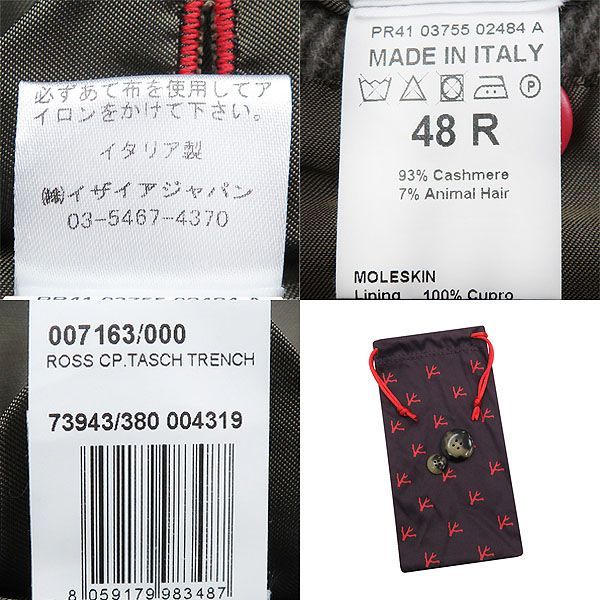 必ずあて布を使用してア
イロンをかけて下さい。
イタリア製
㈱イザイアジャパン
03-5467-4370
PR41 03755 02484 A
MADE IN ITALY
48 R
93% Cashmere
7% Animal Hair
MOLESKIN
Lining 100% Cupro
PR41 03755 02484 A
007163/000
ROSS CP.TASCH TRENCH
73943/380 004319
8 059179 983487